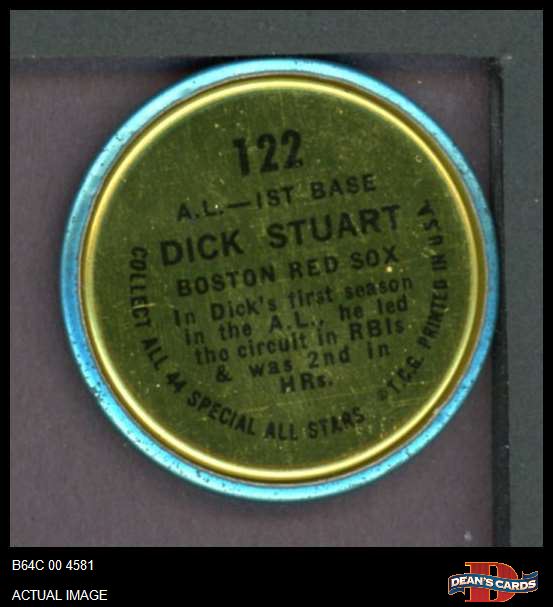 122
A.L.—1ST BASE
DICK STUART
BOSTON RED SOX
In Dick's first season
in the A.L., he led
the circuit in RBIs
& was 2nd in
HRs.
COLLECT ALL 44 SPECIAL ALL STARS
©T.C.G. PRINTED IN U.S.A.
B64C 00 4581
ACTUAL IMAGE
D
DEAN'S CARDS